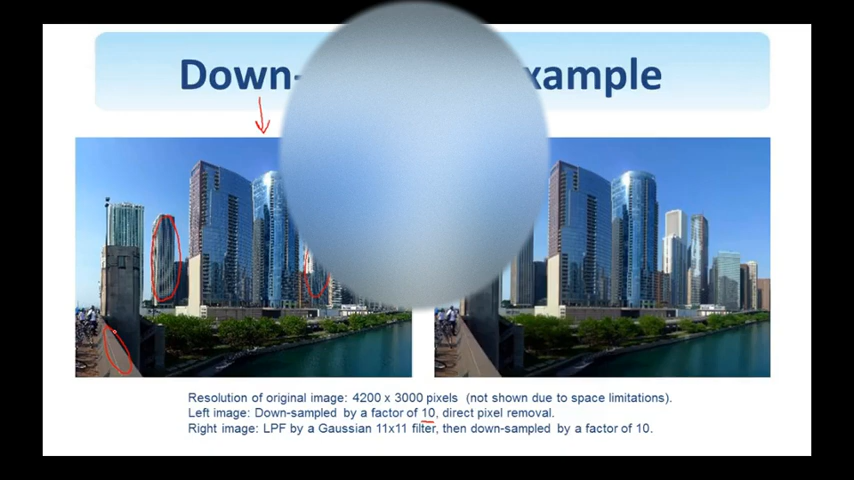 Down- xample
Resolution of original image: 4200 x 3000 pixels (not shown due to space limitations).
Left image: Down-sampled by a factor of 10, direct pixel removal.
Right image: LPF by a Gaussian 11x11 filter, then down-sampled by a factor of 10.